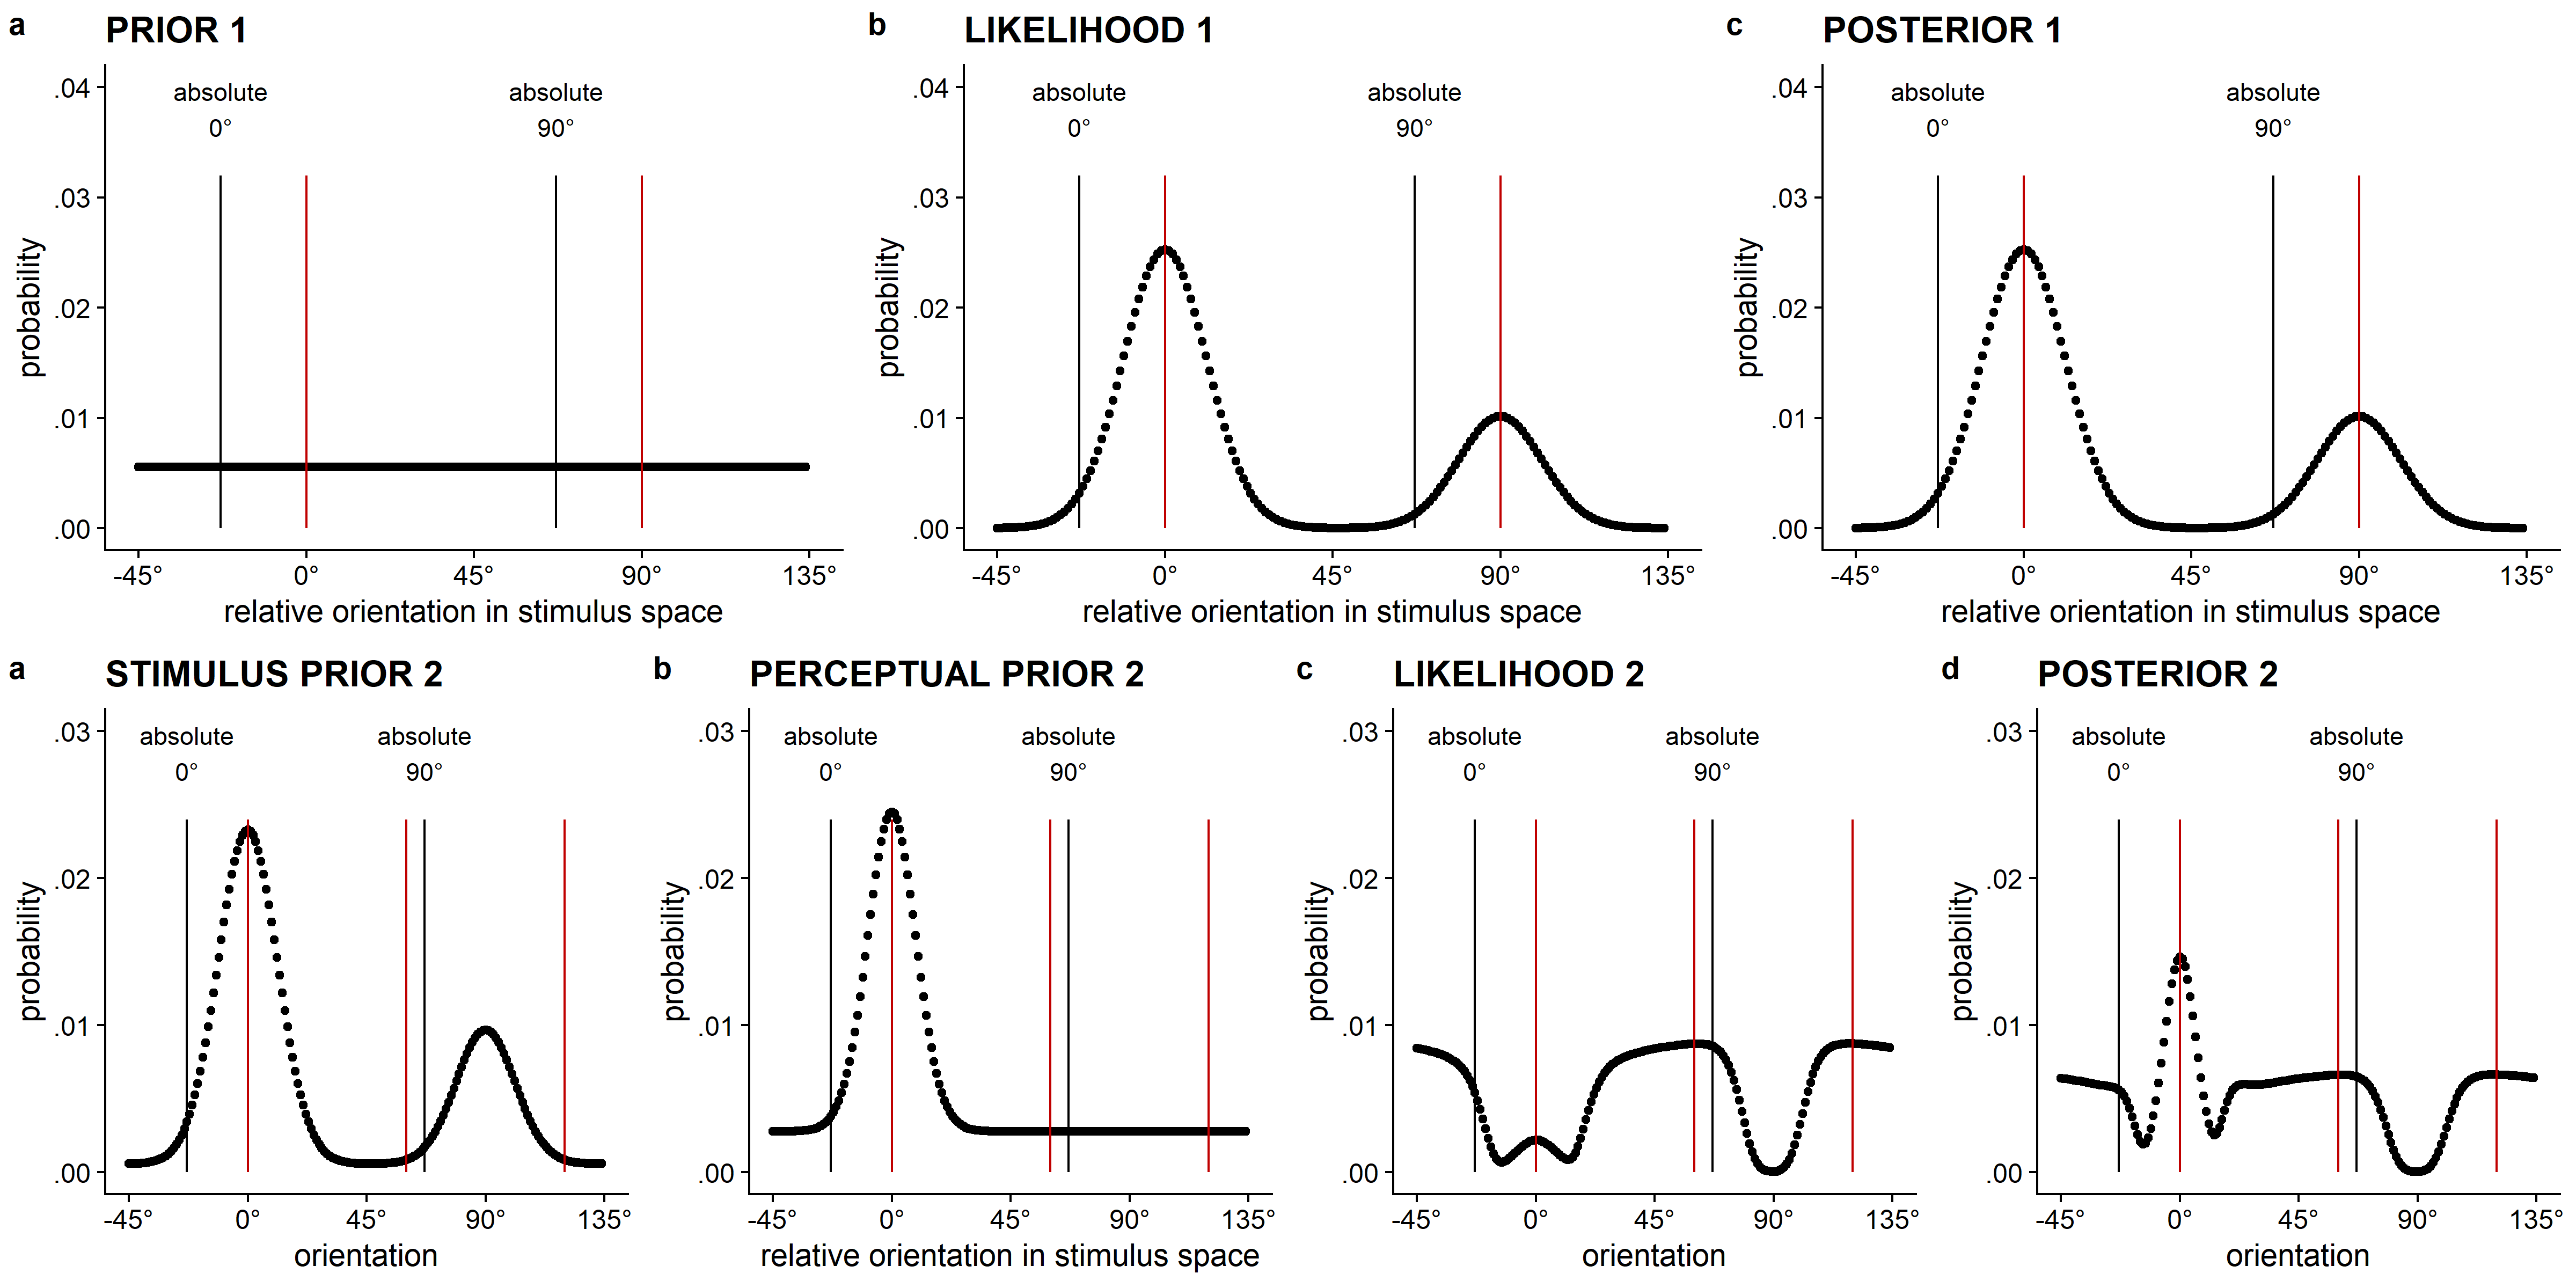 a PRIOR 1
absolute absolute
0° 90°
.04
.03
.02
.01
.00
probability
-45° 0° 45° 90° 135°
relative orientation in stimulus space
b LIKELIHOOD 1
absolute absolute
0° 90°
.04
.03
.02
.01
.00
probability
-45° 0° 45° 90° 135°
relative orientation in stimulus space
c POSTERIOR 1
absolute absolute
0° 90°
.04
.03
.02
.01
.00
probability
-45° 0° 45° 90° 135°
relative orientation in stimulus space
a STIMULUS PRIOR 2
absolute absolute
0° 90°
.03
.02
.01
.00
probability
-45° 0° 45° 90° 135°
orientation
b PERCEPTUAL PRIOR 2
absolute absolute
0° 90°
.03
.02
.01
.00
probability
-45° 0° 45° 90° 135°
relative orientation in stimulus space
c LIKELIHOOD 2
absolute absolute
0° 90°
.03
.02
.01
.00
probability
-45° 0° 45° 90° 135°
orientation
d POSTERIOR 2
absolute absolute
0° 90°
.03
.02
.01
.00
probability
-45° 0° 45° 90° 135°
orientation